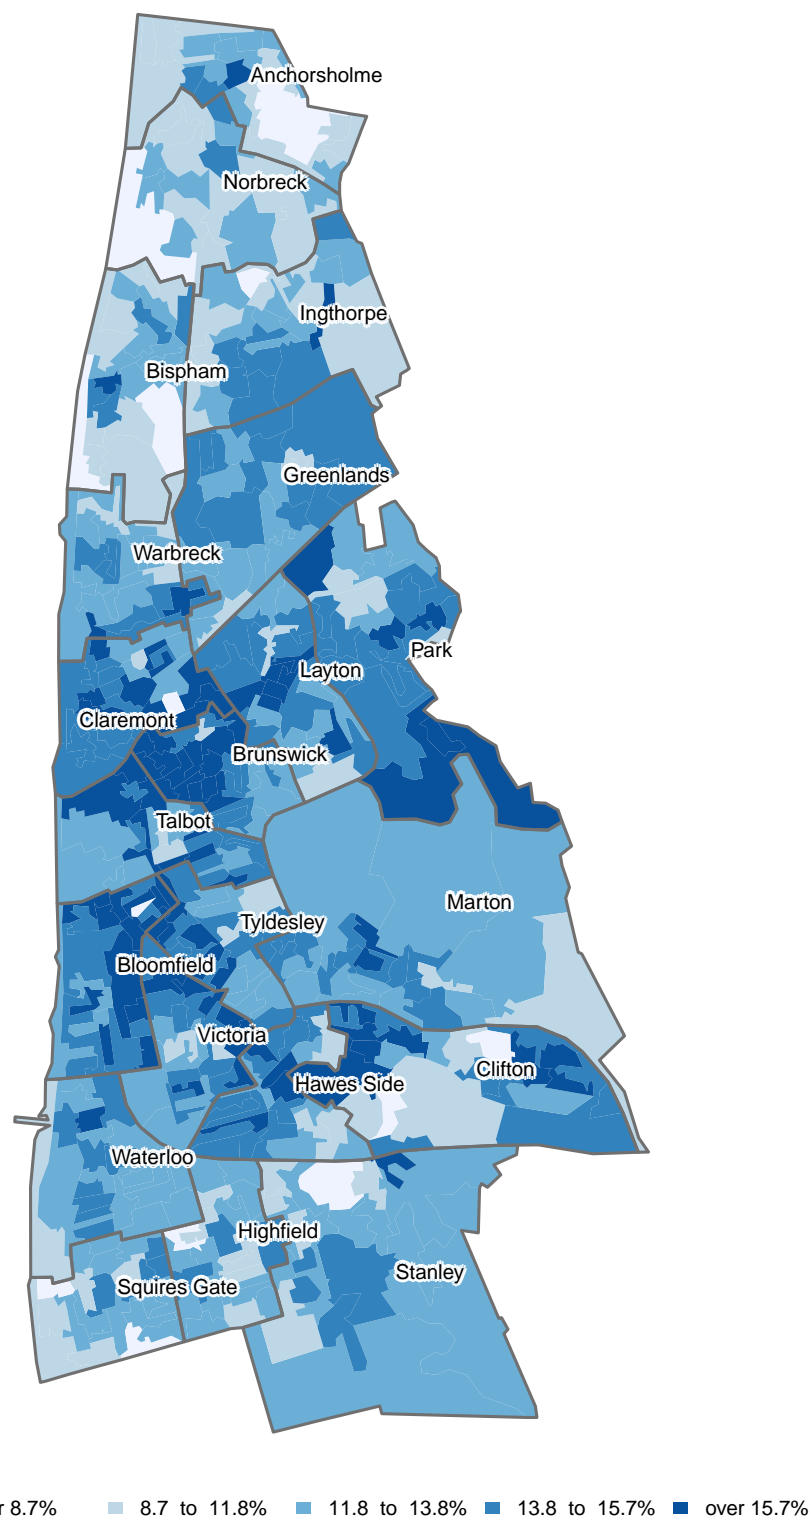 Anchorsholme
Norbreck
Ingthorpe
Bispham
Greenlands
Warbreck
Park
Layton
Claremont
Brunswick
Talbot
Marton
Tyldesley
Bloomfield
Victoria
Clifton
Hawes Side
Waterloo
Highfield
Stanley
Squires Gate
r 8.7% 8.7 to 11.8% 11.8 to 13.8% 13.8 to 15.7% over 15.7%